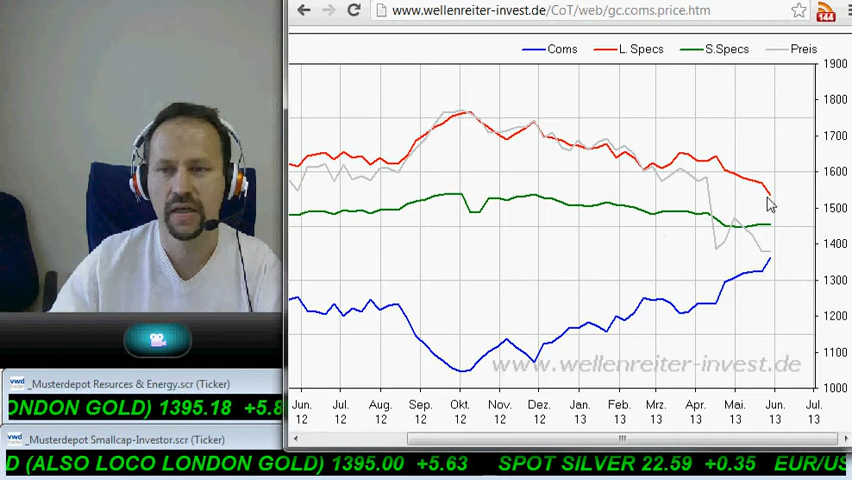 www.wellenreiter-invest.de/CoT/web/gc.coms.price.htm
144
Coms L. Specs S.Specs Preis
1900
1800
1700
1600
1500
1400
1300
1200
1100
1000
www.wellenreiter-invest.de
Jun. Jul. Aug. Sep. Okt. Nov. Dez. Jan. Feb. Mrz. Apr. Mai. Jun. Jul.
12 12 12 12 12 12 12 13 13 13 13 13 13 13
vwd _Musterdepot Resurces & Energy.scr (Ticker)
ONDON GOLD) 1395.18 +5.8
vwd _Musterdepot Smallcap-Investor.scr (Ticker)
D (ALSO LOCO LONDON GOLD) 1395.00 +5.63 SPOT SILVER 22.59 +0.35 EUR/US